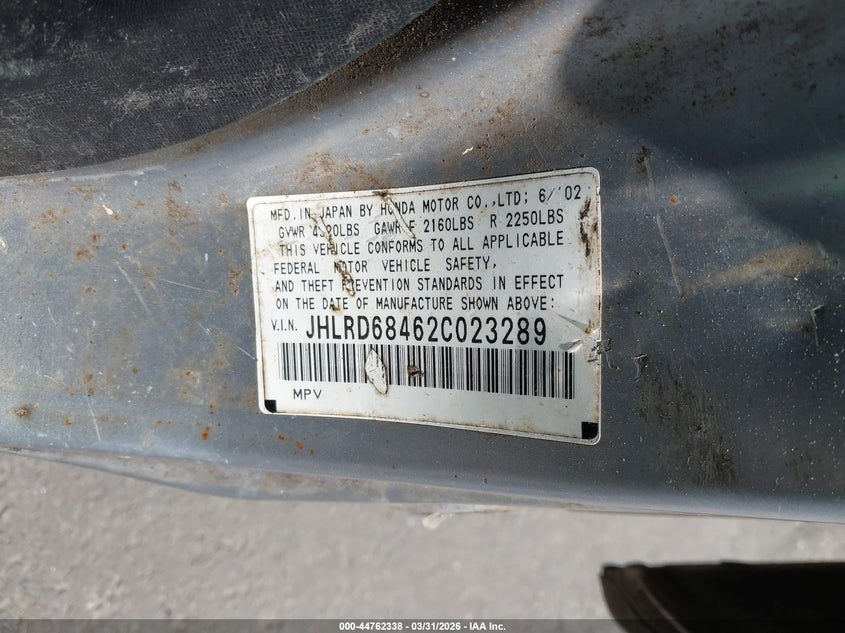 MFD. IN JAPAN BY HONDA MOTOR CO.,LTD; 6/'02
GVWR LBS GAWR F 2160LBS R 2250LBS
THIS VEHICLE CONFORMS TO ALL APPLICABLE
FEDERAL MOTOR VEHICLE SAFETY,
AND THEFT PREVENTION STANDARDS IN EFFECT
ON THE DATE OF MANUFACTURE SHOWN ABOVE:
V.I.N. JHLRD68462C023289
MPV
000-44762338 - 03/31/2026 - IAA Inc.